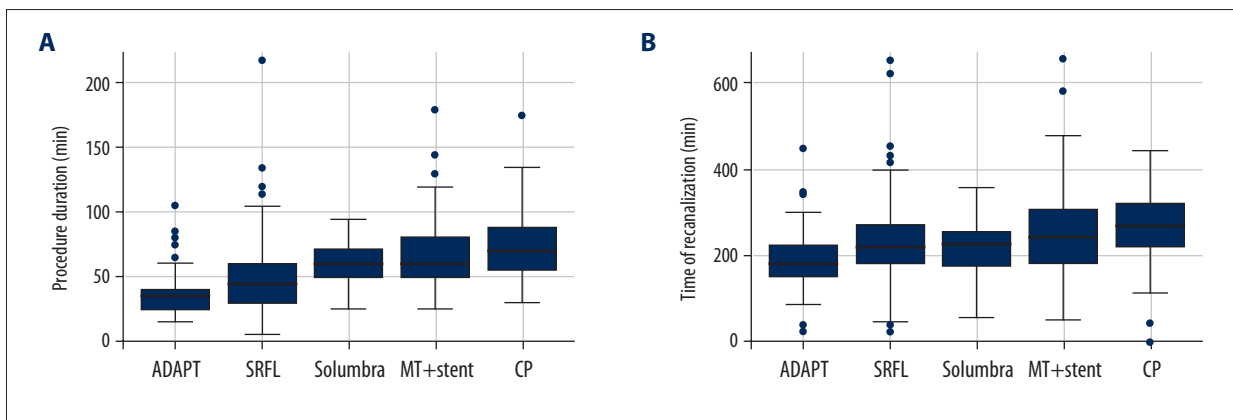 A
Procedure duration (min)
200
150
100
50
0
ADAPT SRFL Solumbra MT+stent CP
B
Time of recanalization (min)
600
400
200
0
ADAPT SRFL Solumbra MT+stent CP